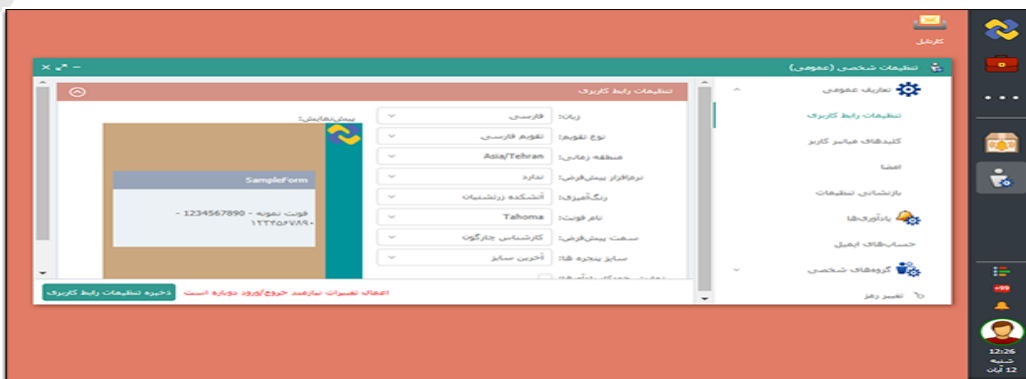 کارتابل
تنظیمات شخصی (عمومی)
تعاریف عمومی
تنظیمات رابط کاربری
کلیدهای میانبر کاربر
امضا
بازنشانی تنظیمات
یادآوری‌ها
حساب‌های ایمیل
گروه‌های شخصی
تغییر رمز
تنظیمات رابط کاربری
زبان: فارسی
نوع تقویم: تقویم فارسی
منطقه زمانی: Asia/Tehran
نرم‌افزار پیش‌فرض: ندارد
رنگ‌آمیزی: آتشکده زرتشتیان
نام فونت: Tahoma
سمت پیش‌فرض: کارشناس چارگون
سایز پنجره ها: آخرین سایز
پیش‌نمایش:
SampleForm
فونت نمونه - 1234567890 -
۱۲۳۴۵۶۷۸۹۰
اعمال تغییرات نیازمند خروج/ورود دوباره است
ذخیره تنظیمات رابط کاربری
+99
12:26
شنبه
12 آبان